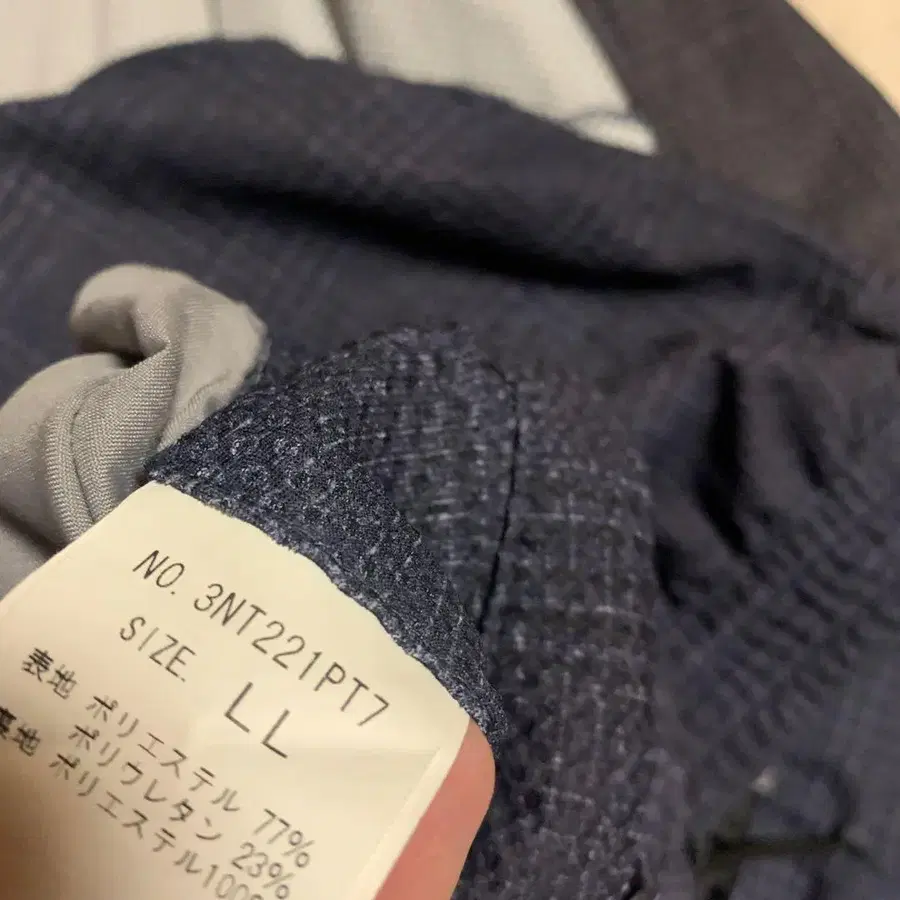 NO. 3NT221PT7
SIZE. LL
表地 ポリエステル 77%
ポリウレタン 23%
裏地 ポリエステル100%